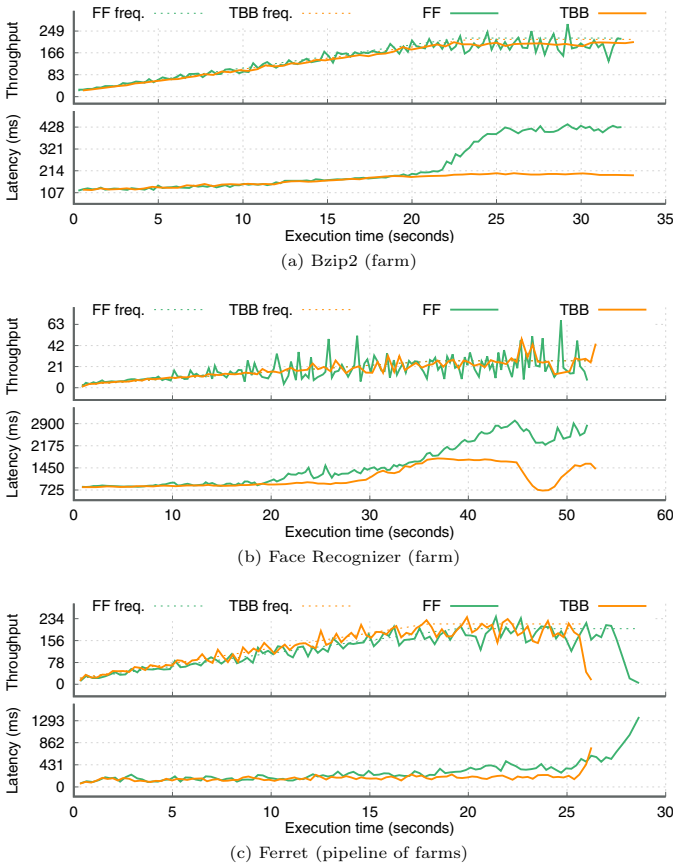 FF freq. TBB freq. FF TBB
Throughput
249
166
83
0
Latency (ms)
428
321
214
107
0 5 10 15 20 25 30 35
Execution time (seconds)
(a) Bzip2 (farm)
FF freq. TBB freq. FF TBB
Throughput
63
42
21
0
Latency (ms)
2900
2175
1450
725
0 10 20 30 40 50 60
Execution time (seconds)
(b) Face Recognizer (farm)
FF freq. TBB freq. FF TBB
Throughput
234
156
78
0
Latency (ms)
1293
862
431
0
0 5 10 15 20 25 30
Execution time (seconds)
(c) Ferret (pipeline of farms)